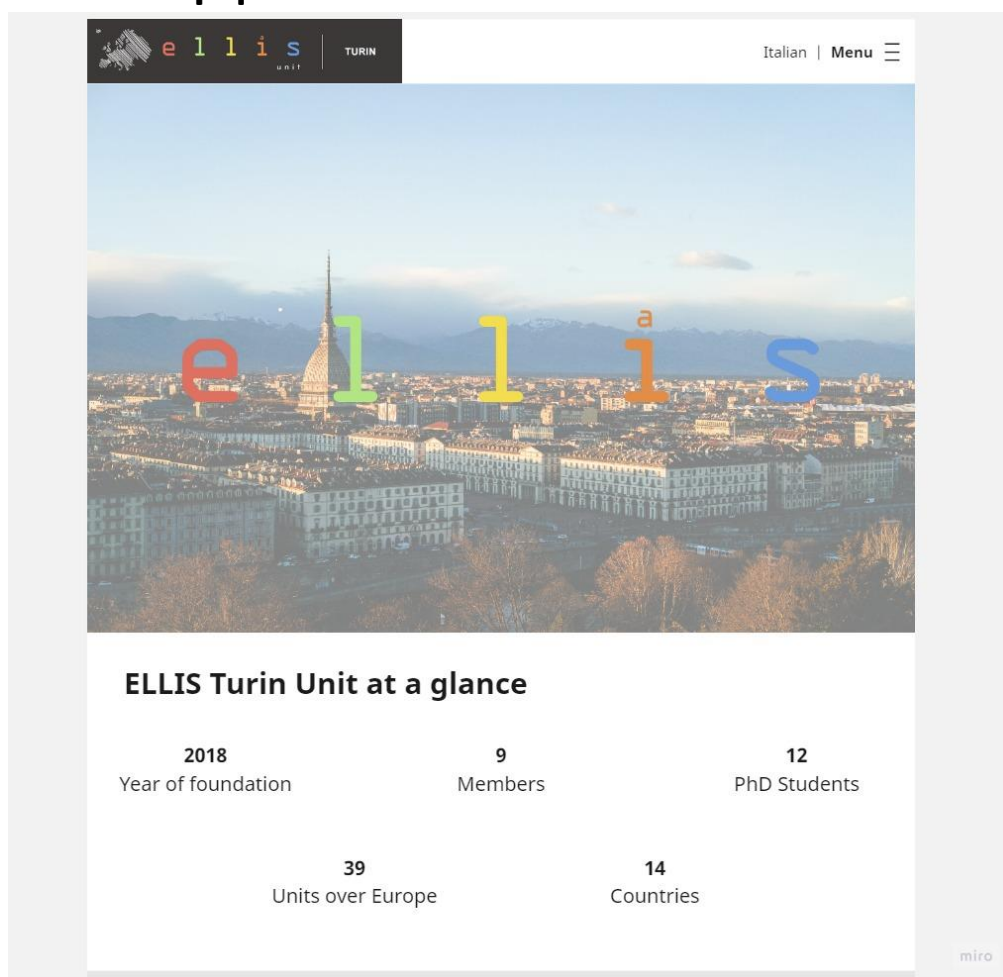 ellis
unit
TURIN
Italian | Menu
a
ellis
ELLIS Turin Unit at a glance
2018
Year of foundation
9
Members
12
PhD Students
39
Units over Europe
14
Countries
miro